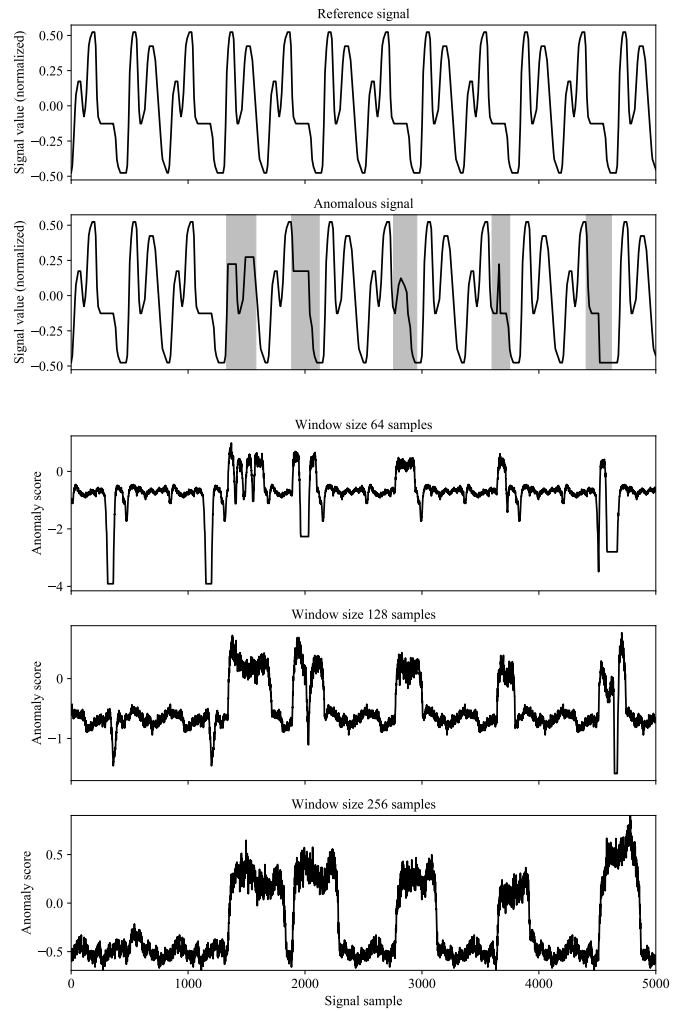 Reference signal
Signal value (normalized)
0.50
0.25
0.00
−0.25
−0.50
Anomalous signal
Signal value (normalized)
0.50
0.25
0.00
−0.25
−0.50
Window size 64 samples
Anomaly score
0
−2
−4
Window size 128 samples
Anomaly score
0
−1
Window size 256 samples
Anomaly score
0.5
0.0
−0.5
0 1000 2000 3000 4000 5000
Signal sample